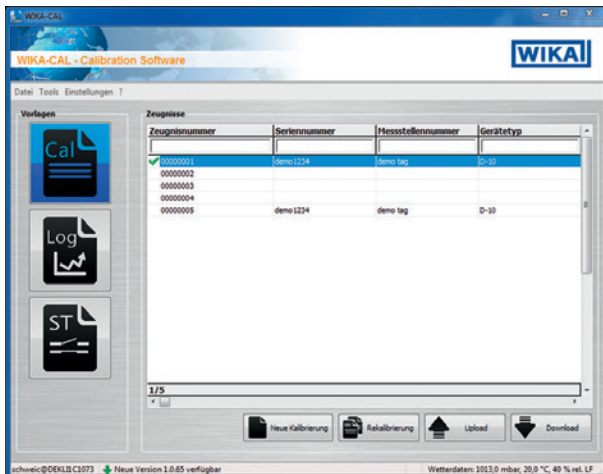 WIKA-CAL
WIKA-CAL - Calibration Software
WIKA
Datei Tools Einstellungen ?
Vorlagen
Zeugnisse
Cal
Log
ST
Zeugnisnummer Seriennummer Messstellennummer Gerätetyp
00000001 demo1234 demo tag D-10
00000002
00000003
00000004
00000005 demo1234 demo tag D-10
1/5
Neue Kalibrierung Rekalibrierung Upload Download
schweic@DEKLI1C1073 Neue Version 1.0.65 verfügbar Wetterdaten: 1013,0 mbar, 20,0 °C, 40 % rel. LF